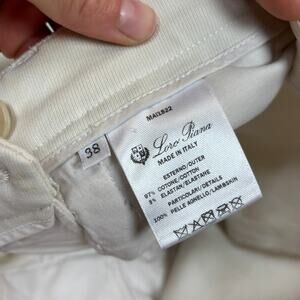 MAILS22
38
Loro Piana
MADE IN ITALY
ESTERNO/OUTER
97% COTONE/COTTON
3% ELASTAN/ELASTANE
PARTICOLARI/DETAILS
100% PELLE AGNELLO/LAMBSKIN